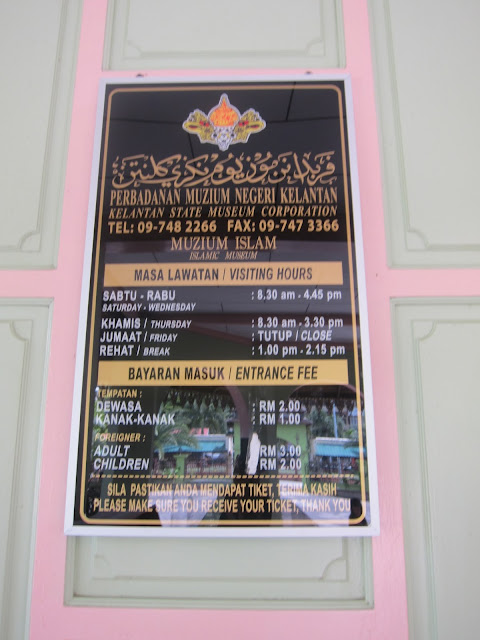 قربادانن موزيوم نڬري كلنتن
PERBADANAN MUZIUM NEGERI KELANTAN
KELANTAN STATE MUSEUM CORPORATION
TEL: 09-748 2266 FAX: 09-747 3366
MUZIUM ISLAM
ISLAMIC MUSEUM
MASA LAWATAN / VISITING HOURS
SABTU - RABU : 8.30 am - 4.45 pm
SATURDAY - WEDNESDAY
KHAMIS / THURSDAY : 8.30 am - 3.30 pm
JUMAAT / FRIDAY : TUTUP / CLOSE
REHAT / BREAK : 1.00 pm - 2.15 pm
BAYARAN MASUK / ENTRANCE FEE
TEMPATAN :
DEWASA : RM 2.00
KANAK-KANAK : RM 1.00
FOREIGNER :
ADULT : RM 3.00
CHILDREN : RM 2.00
SILA PASTIKAN ANDA MENDAPAT TIKET, TERIMA KASIH
PLEASE MAKE SURE YOU RECEIVE YOUR TICKET, THANK YOU